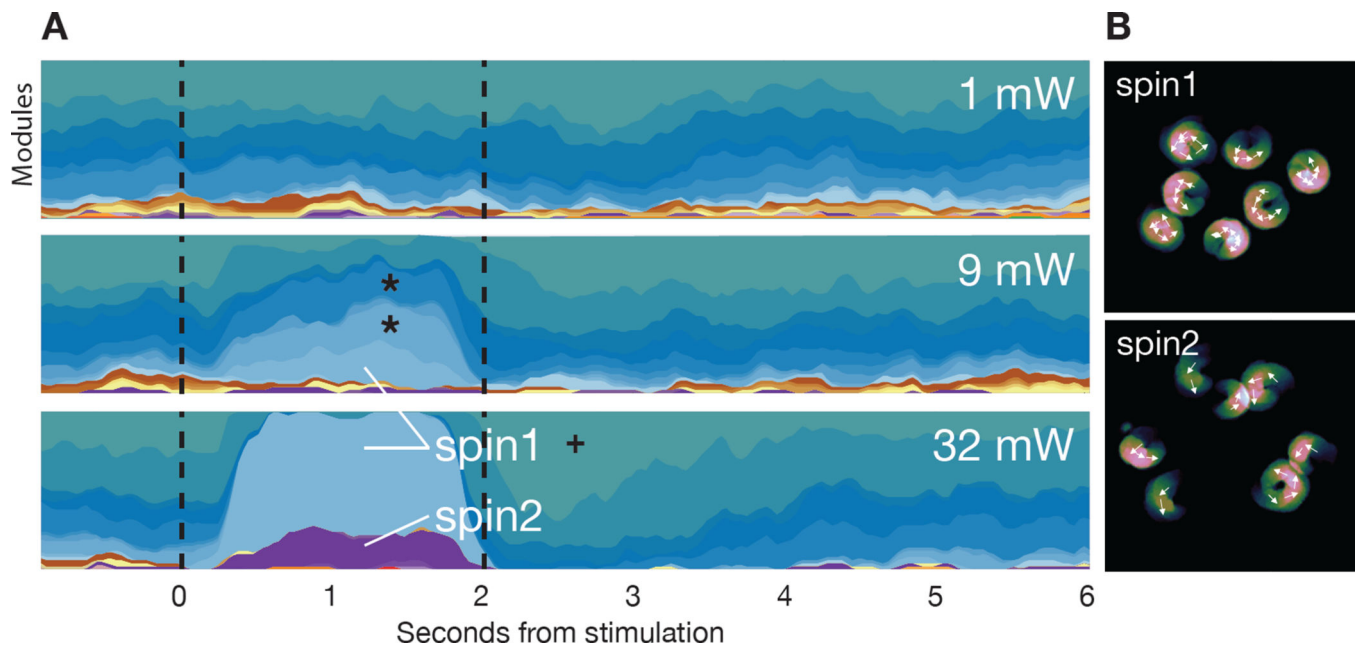 A
B
Modules
1 mW
spin1
9 mW
*
*
spin2
spin1
+
32 mW
spin2
0 1 2 3 4 5 6
Seconds from stimulation